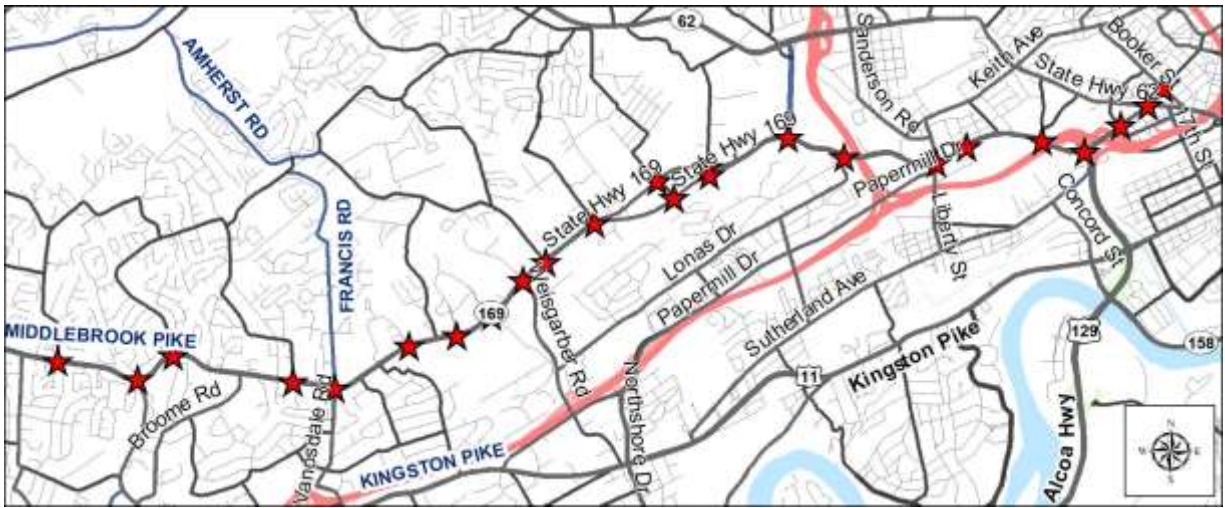 62
Sanderson Rd
Keith Ave
Booker St
State Hwy 62
17th St
AMHERST RD
State Hwy 169
State Hwy 169
Papermill Dr
FRANCIS RD
Lonas Dr
Liberty St
Concord St
Papermill Dr
169
Weisgarber Rd
Sutherland Ave
MIDDLEBROOK PIKE
129
158
Kingston Pike
11
Broome Rd
Vandsdale Rd
Northshore Dr
KINGSTON PIKE
Alcoa Hwy
N
W
E
S